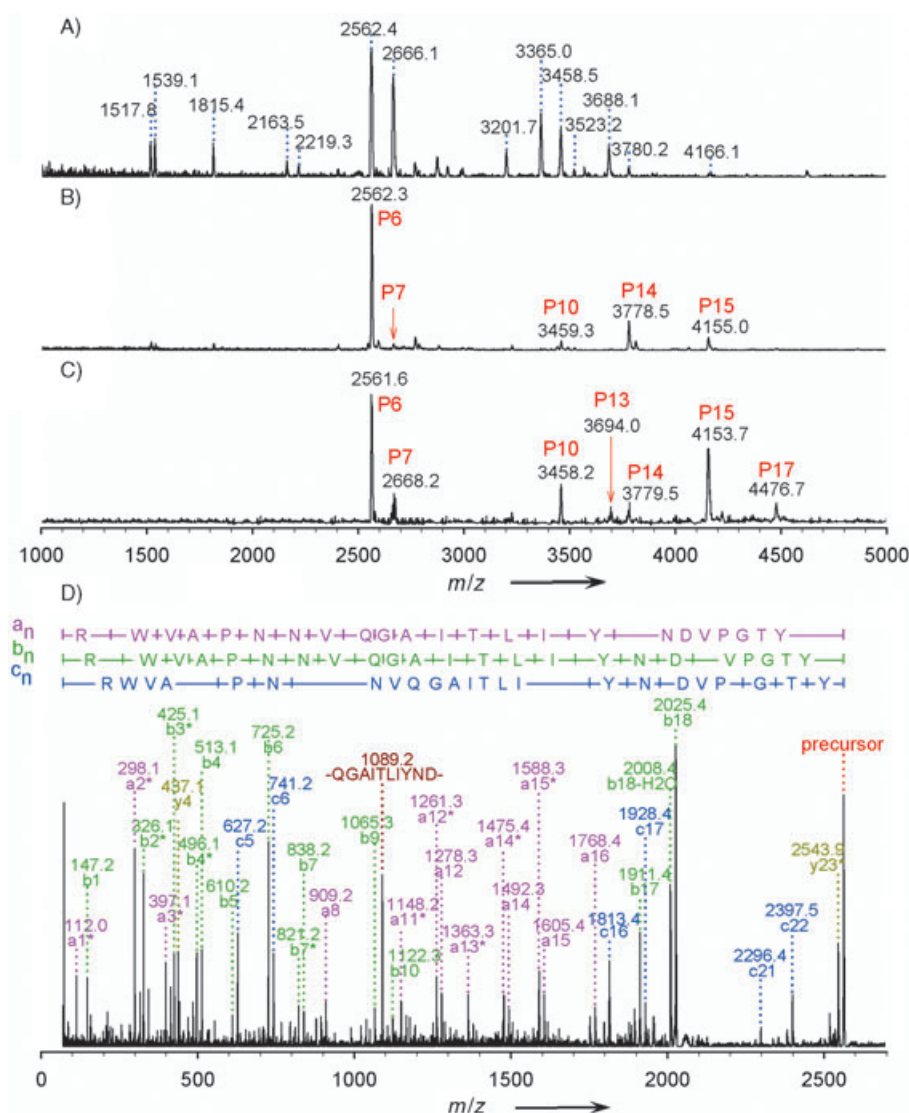 A)
2562.4
2666.1
3365.0
1539.1
3458.5
1517.8
1815.4
3688.1
2163.5
3523.2
2219.3
3201.7
3780.2
4166.1
B)
2562.3
P6
P7
P14
P15
P10
3778.5
3459.3
4155.0
C)
2561.6
P13
P6
3694.0
P15
P10
4153.7
P7
P14
P17
3458.2
2668.2
3779.5
4476.7
1000 1500 2000 2500 3000 3500 4000 4500 5000
m/z
D)
an R W V A P N N V Q G A I T L I Y N D V P G T Y
bn R W V A P N N V Q G A I T L I Y N D V P G T Y
cn R W V A P N N V Q G A I T L I Y N D V P G T Y
425.1
b3*
725.2
b6
2025.4
b18
513.1
b4
1089.2
-QGAITLIYND-
precursor
298.1
a2*
437.1
y4
741.2
c6
1588.3
a15*
2008.4
b18-H2O
1261.3
a12*
326.1
b2*
496.1
b4*
627.2
c5
1065.3
b9
1475.4
a14*
1768.4
a16
1928.4
c17
147.2
b1
838.2
b7
1278.3
a12
2543.9
y23*
610.2
b5
1911.4
b17
397.1
a3*
909.2
a8
1148.2
a11*
1492.3
a14
1813.4
c16
2397.5
c22
112.0
a1*
821.2
b7*
1363.3
a13*
1605.4
a15
1122.3
b10
2296.4
c21
0 500 1000 1500 2000 2500
m/z